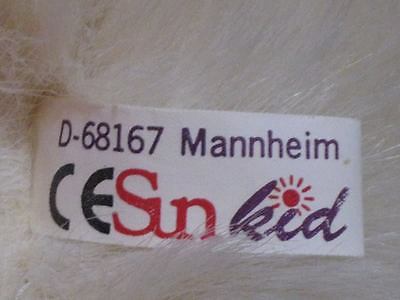 D-68167 Mannheim
CE Sun kid